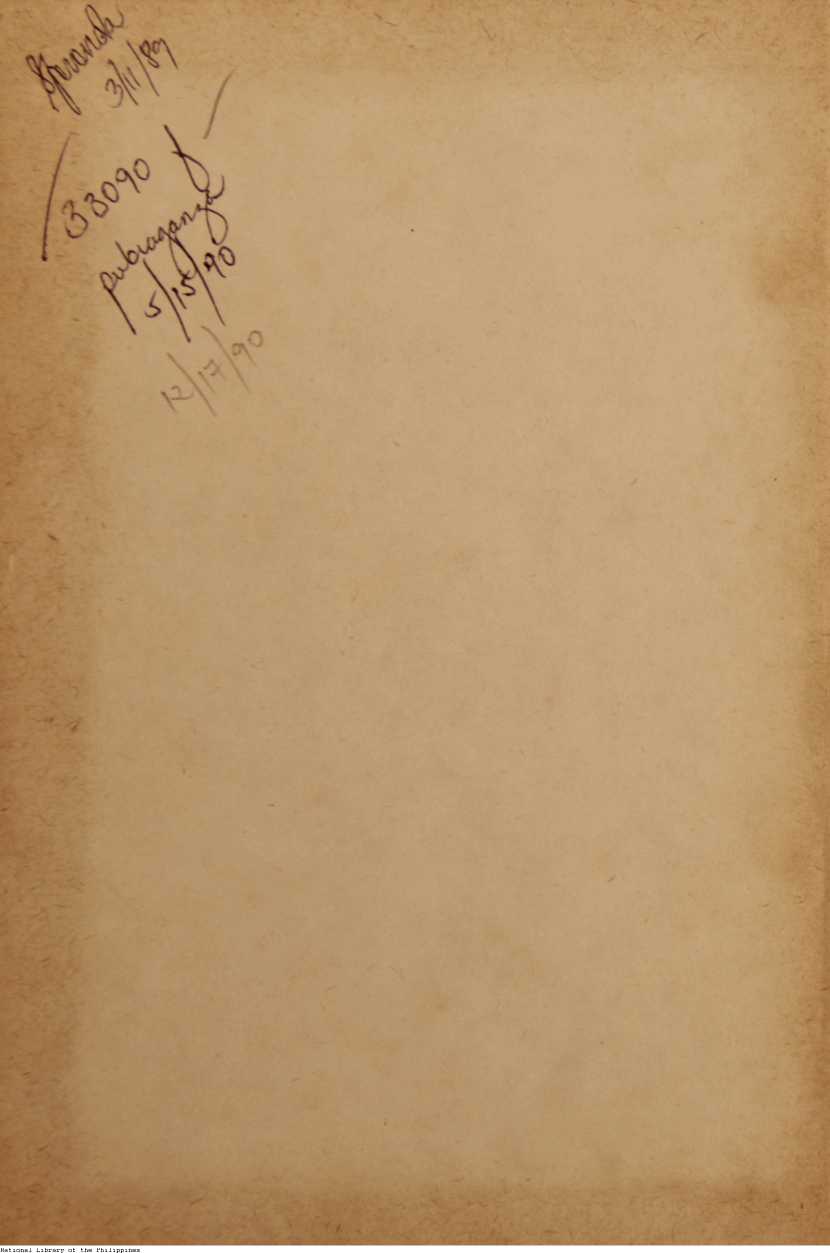 3/11/89
33090
5/15/90
12/17/90
National Library of the Philippines